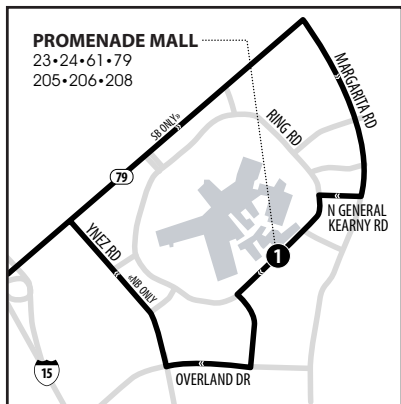 PROMENADE MALL
23•24•61•79
205•206•208
SB ONLY»
MARGARITA RD
RING RD
79
N GENERAL
KEARNY RD
YNEZ RD
«NB ONLY
1
15
OVERLAND DR